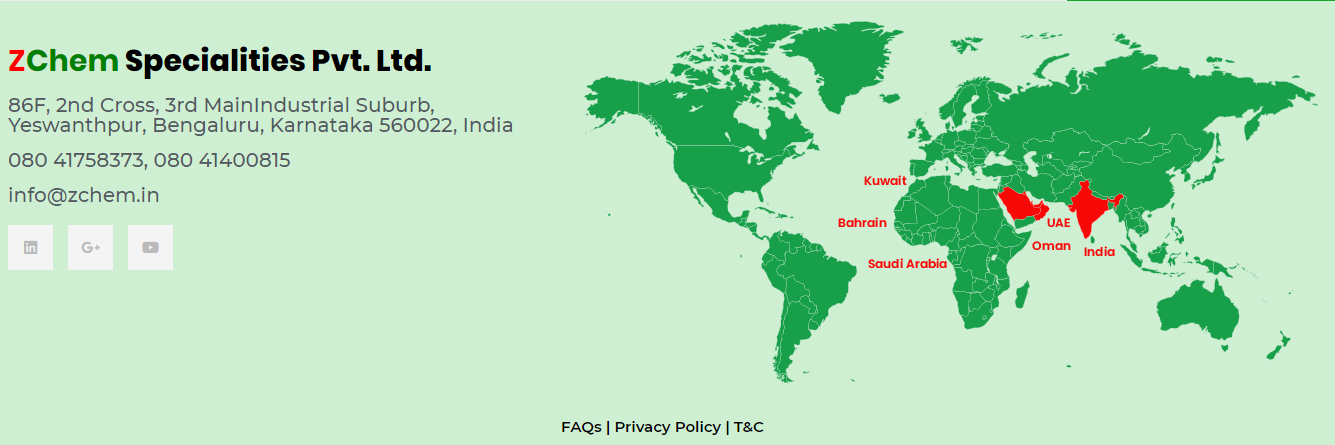 ZChem Specialities Pvt. Ltd.
86F, 2nd Cross, 3rd MainIndustrial Suburb,
Yeswanthpur, Bengaluru, Karnataka 560022, India
080 41758373, 080 41400815
info@zchem.in
in G+
Kuwait
Bahrain
UAE
Oman
India
Saudi Arabia
FAQs | Privacy Policy | T&C